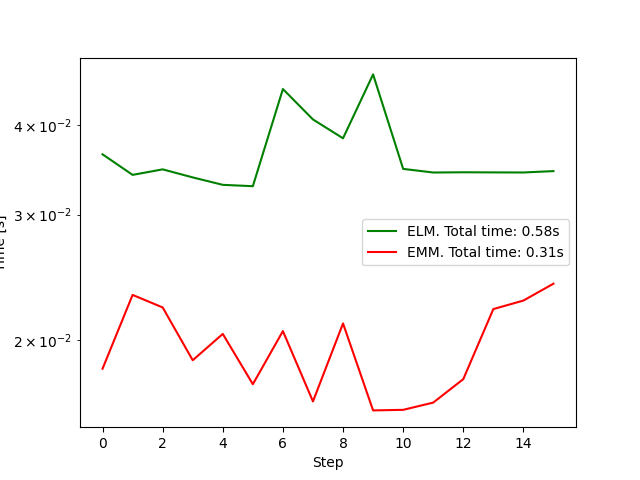 4 × 10⁻²
3 × 10⁻²
2 × 10⁻²
Time [s]
ELM. Total time: 0.58s
EMM. Total time: 0.31s
0 2 4 6 8 10 12 14
Step